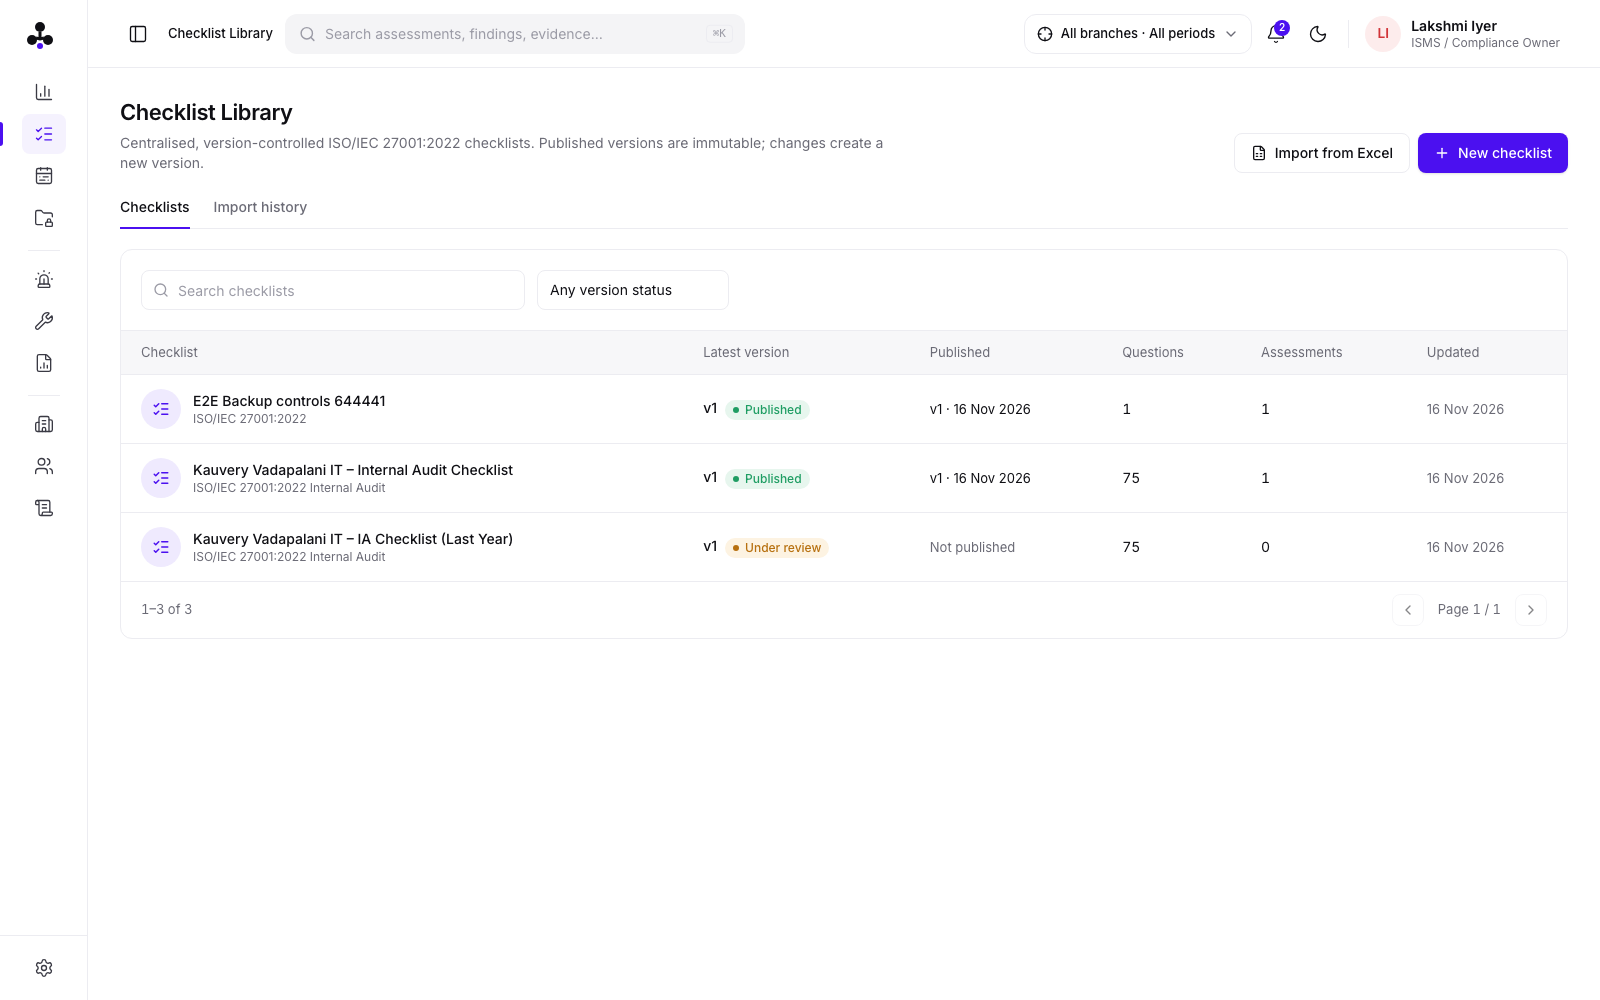 Checklist Library
Search assessments, findings, evidence...
⌘K
All branches · All periods
2
LI
Lakshmi Iyer
ISMS / Compliance Owner
Checklist Library
Centralised, version-controlled ISO/IEC 27001:2022 checklists. Published versions are immutable; changes create a
new version.
Import from Excel
New checklist
Checklists
Import history
Search checklists
Any version status
Checklist
Latest version
Published
Questions
Assessments
Updated
E2E Backup controls 644441
ISO/IEC 27001:2022
v1
Published
v1 · 16 Nov 2026
1
1
16 Nov 2026
Kauvery Vadapalani IT – Internal Audit Checklist
ISO/IEC 27001:2022 Internal Audit
v1
Published
v1 · 16 Nov 2026
75
1
16 Nov 2026
Kauvery Vadapalani IT – IA Checklist (Last Year)
ISO/IEC 27001:2022 Internal Audit
v1
Under review
Not published
75
0
16 Nov 2026
1–3 of 3
Page 1 / 1